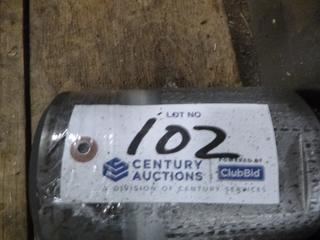 LOT NO
102
CENTURY
AUCTIONS
A DIVISION OF CENTURY SERVICES
POWERED BY
ClubBid